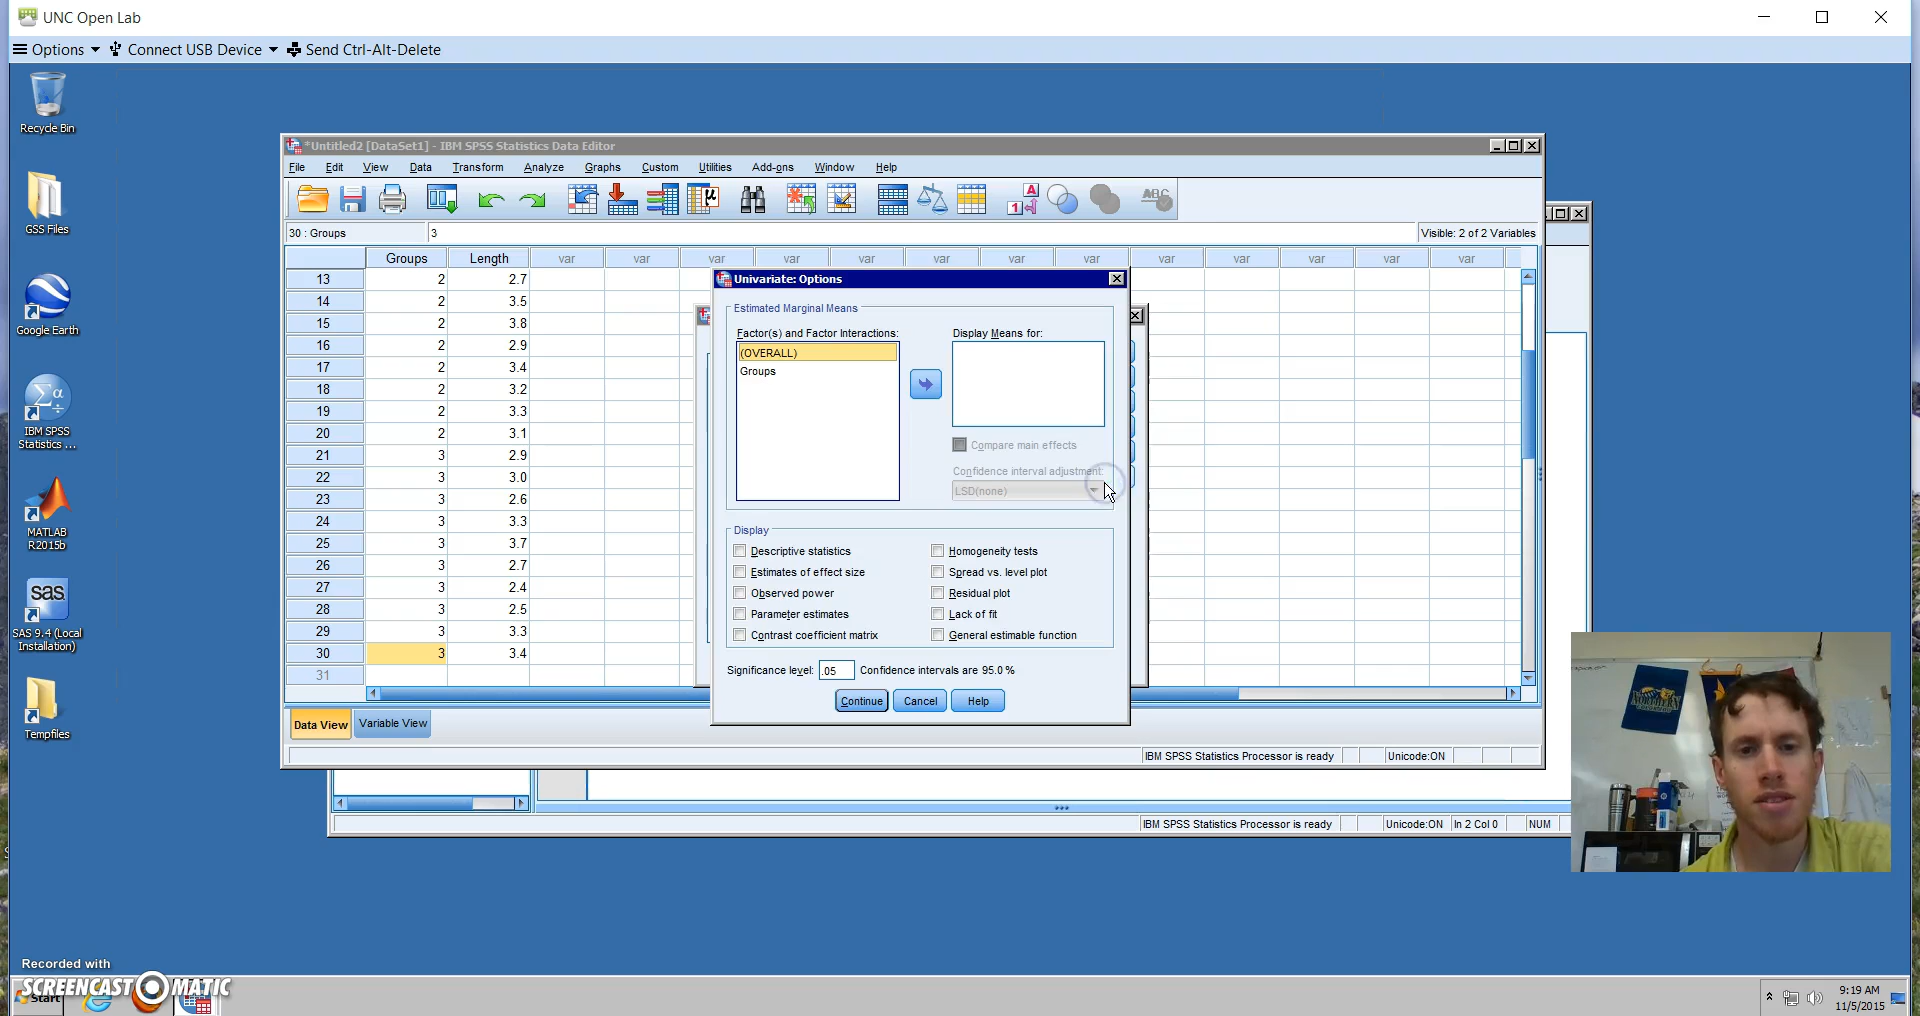 UNC Open Lab
Options Connect USB Device Send Ctrl-Alt-Delete
Recycle Bin
GSS Files
Google Earth
IBM SPSS
Statistics ...
MATLAB
R2015b
SAS 9.4 (Local
Installation)
Tempfiles
*Untitled2 [DataSet1] - IBM SPSS Statistics Data Editor
File Edit View Data Transform Analyze Graphs Custom Utilities Add-ons Window Help
30 : Groups 3 Visible: 2 of 2 Variables
Groups Length var var var var var var var var var var var var var
13 2 2.7
14 2 3.5
15 2 3.8
16 2 2.9
17 2 3.4
18 2 3.2
19 2 3.3
20 2 3.1
21 3 2.9
22 3 3.0
23 3 2.6
24 3 3.3
25 3 3.7
26 3 2.7
27 3 2.4
28 3 2.5
29 3 3.3
30 3 3.4
31
Univariate: Options
Estimated Marginal Means
Factor(s) and Factor Interactions: Display Means for:
(OVERALL)
Groups
Compare main effects
Confidence interval adjustment:
LSD(none)
Display
Descriptive statistics Homogeneity tests
Estimates of effect size Spread vs. level plot
Observed power Residual plot
Parameter estimates Lack of fit
Contrast coefficient matrix General estimable function
Significance level: .05 Confidence intervals are 95.0 %
Continue Cancel Help
Data View Variable View
IBM SPSS Statistics Processor is ready Unicode:ON
IBM SPSS Statistics Processor is ready Unicode:ON In 2 Col 0 NUM
NORTHERN
Recorded with
SCREENCAST MATIC
Start
9:19 AM
11/5/2015